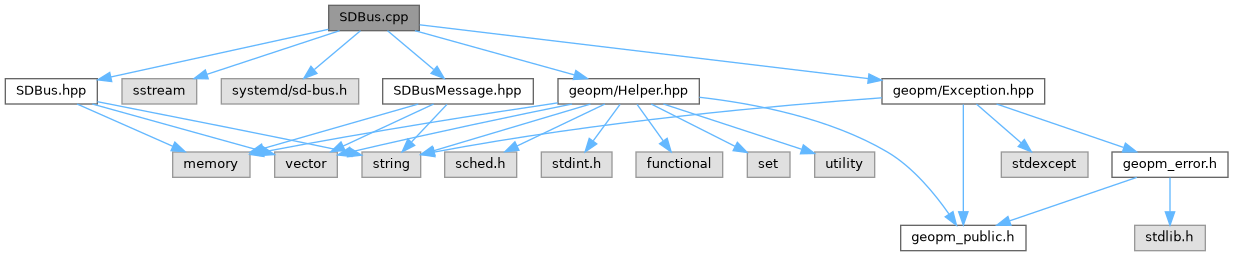 SDBus.cpp
SDBus.hpp
sstream
systemd/sd-bus.h
SDBusMessage.hpp
geopm/Helper.hpp
geopm/Exception.hpp
memory
vector
string
sched.h
stdint.h
functional
set
utility
stdexcept
geopm_error.h
geopm_public.h
stdlib.h